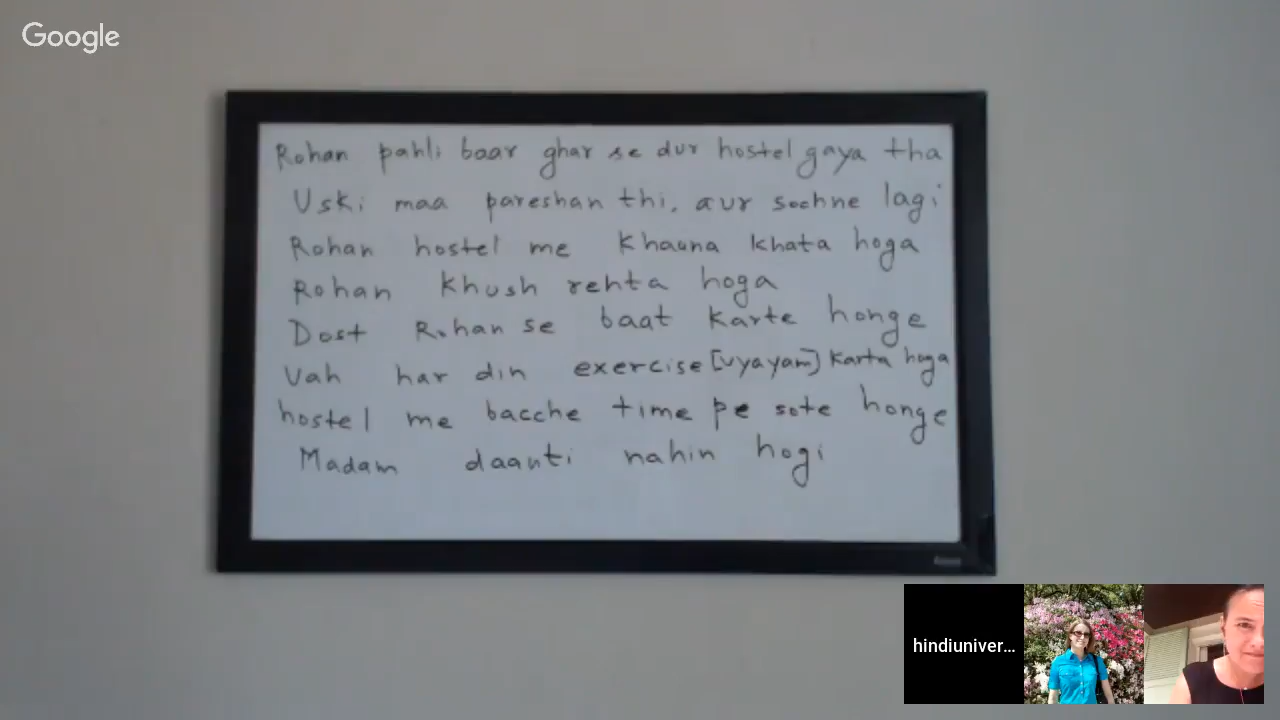 Google
Rohan pahli baar ghar se dur hostel gaya tha
Uski maa pareshan thi, aur sochne lagi
Rohan hostel me khaana khata hoga
Rohan khush rehta hoga
Dost Rohan se baat karte honge
Vah har din exercise [vyayam] karta hoga
hostel me bacche time pe sote honge
Madam daanti nahin hogi
hindiuniver...